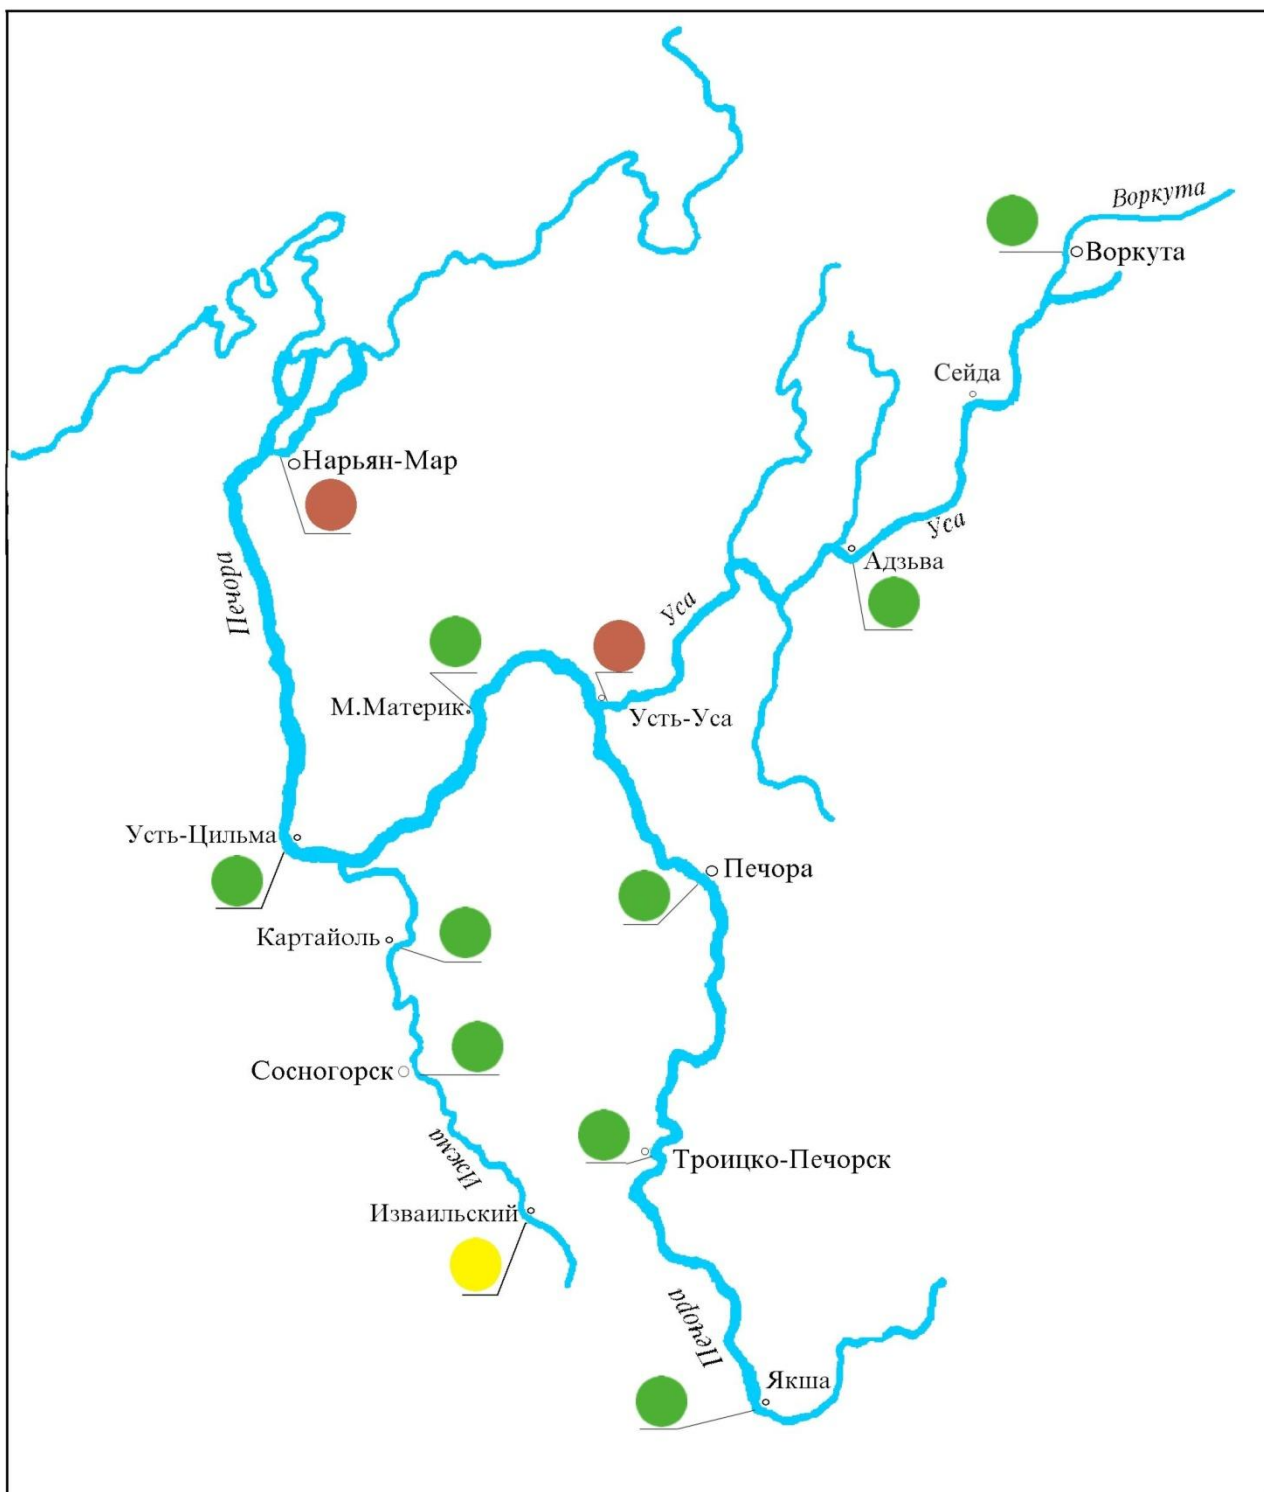 Воркута
Воркута
Сейда
Нарьян-Мар
Уса
Адзьва
Печора
Уса
М.Материк
Усть-Уса
Усть-Цильма
Печора
Картайоль
Сосногорск
Ижма
Троицко-Печорск
Изваильский
Печора
Якша